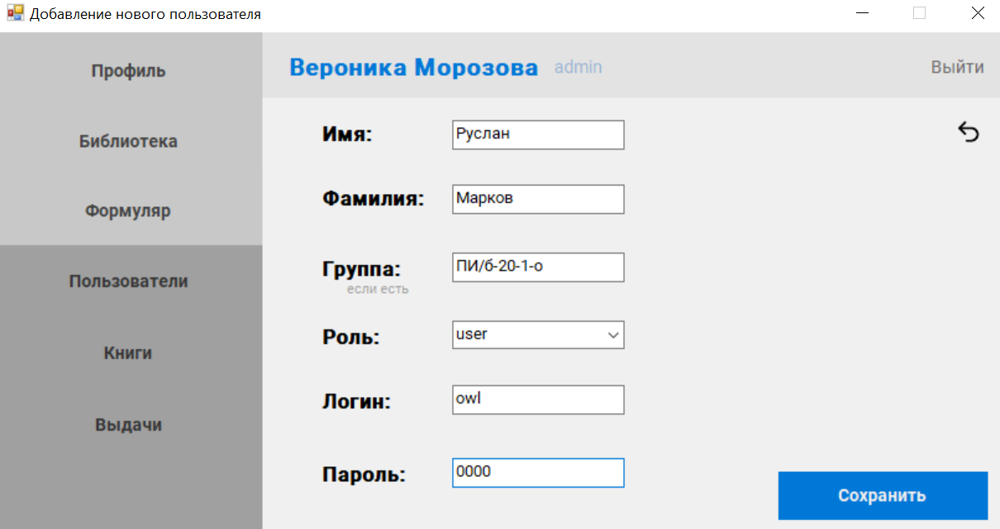 Добавление нового пользователя
Профиль
Библиотека
Формуляр
Пользователи
Книги
Выдачи
Вероника Морозова admin Выйти
Имя: Руслан
Фамилия: Марков
Группа: ПИ/б-20-1-о
если есть
Роль: user
Логин: owl
Пароль: 0000
Сохранить